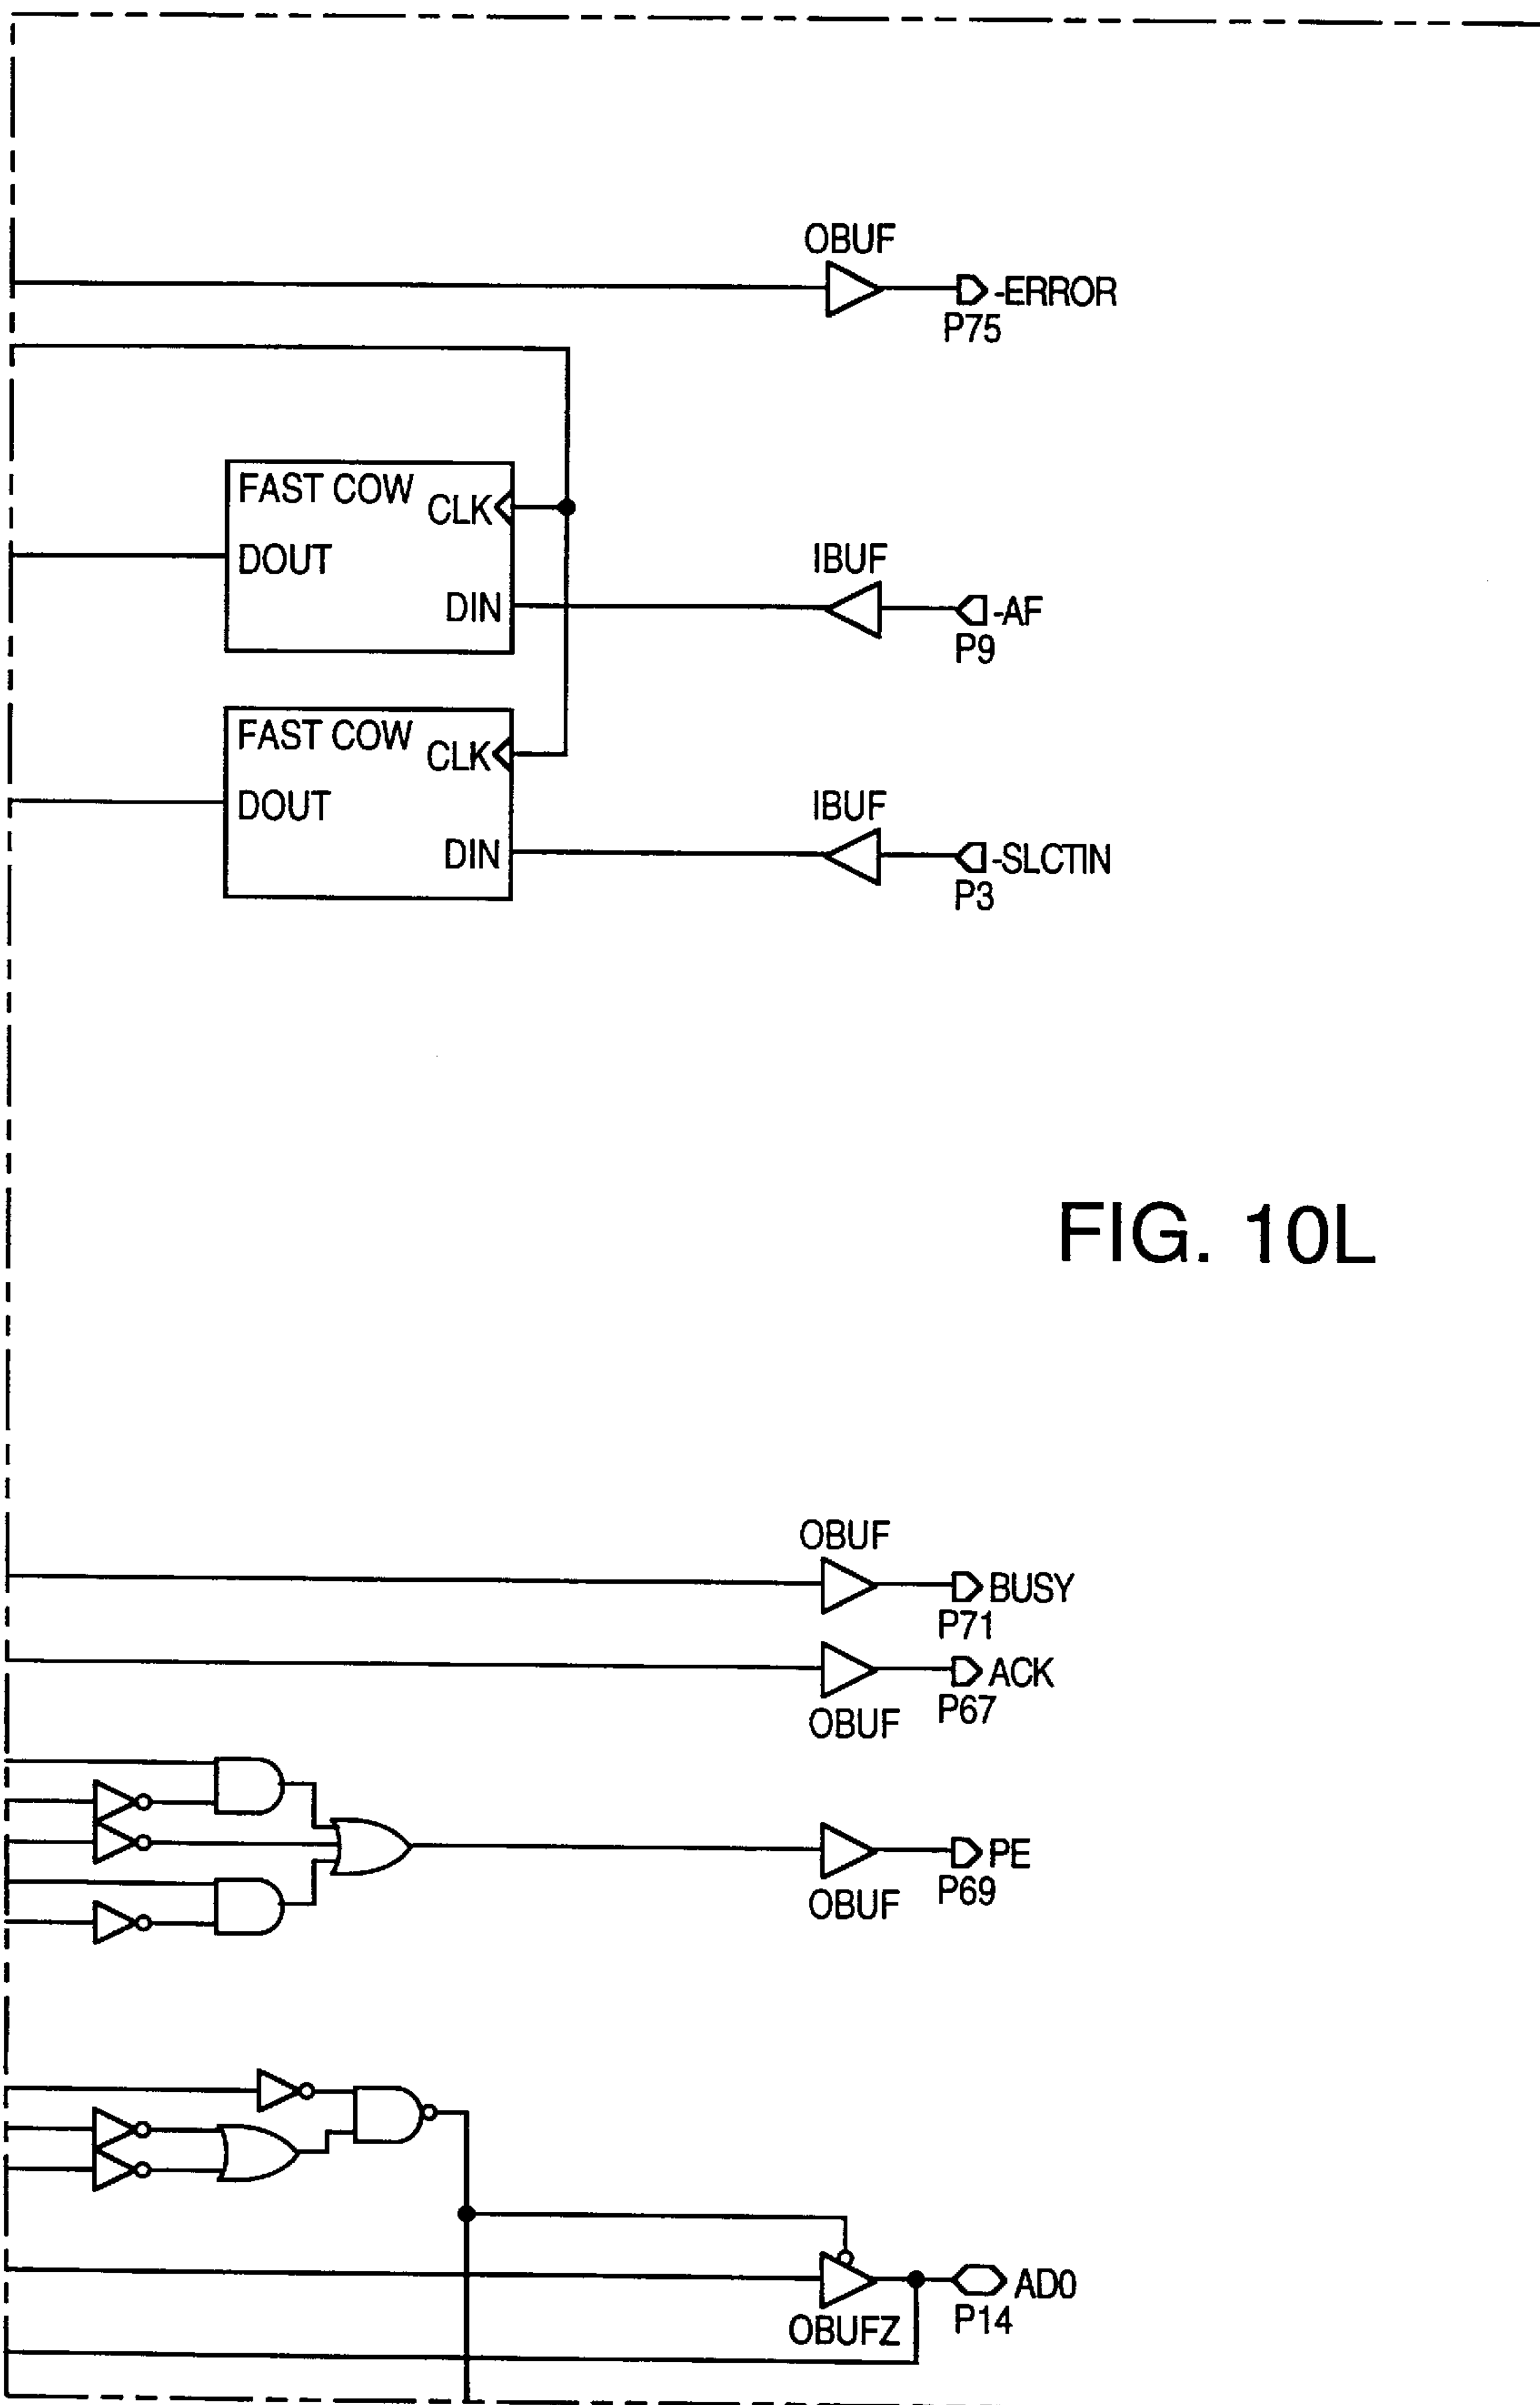 OBUF
-ERROR
P75
FAST COW
CLK
DOUT
DIN
IBUF
-AF
P9
FAST COW
CLK
DOUT
DIN
IBUF
-SLCTIN
P3
FIG. 10L
OBUF
BUSY
P71
ACK
OBUF
P67
PE
OBUF
P69
AD0
OBUFZ
P14